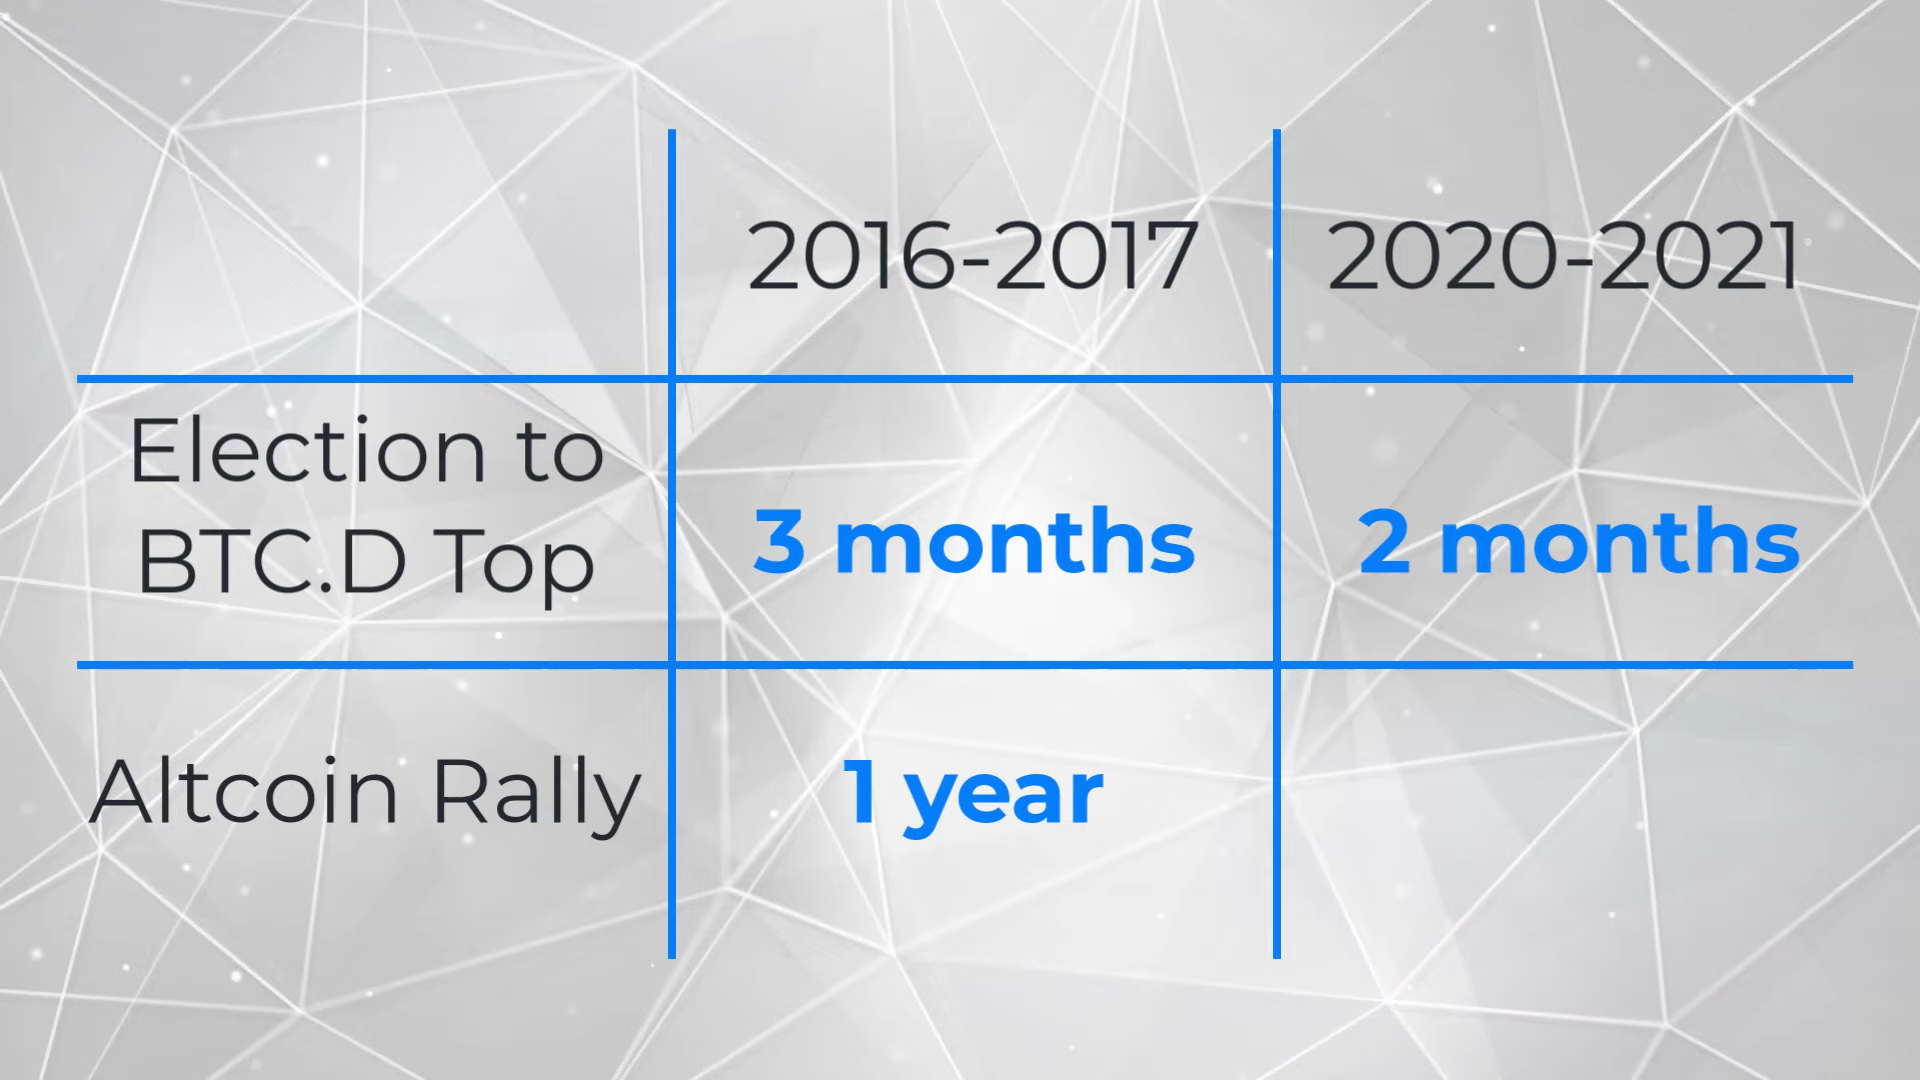 2016-2017
2020-2021
Election to
BTC.D Top
3 months
2 months
Altcoin Rally
1 year